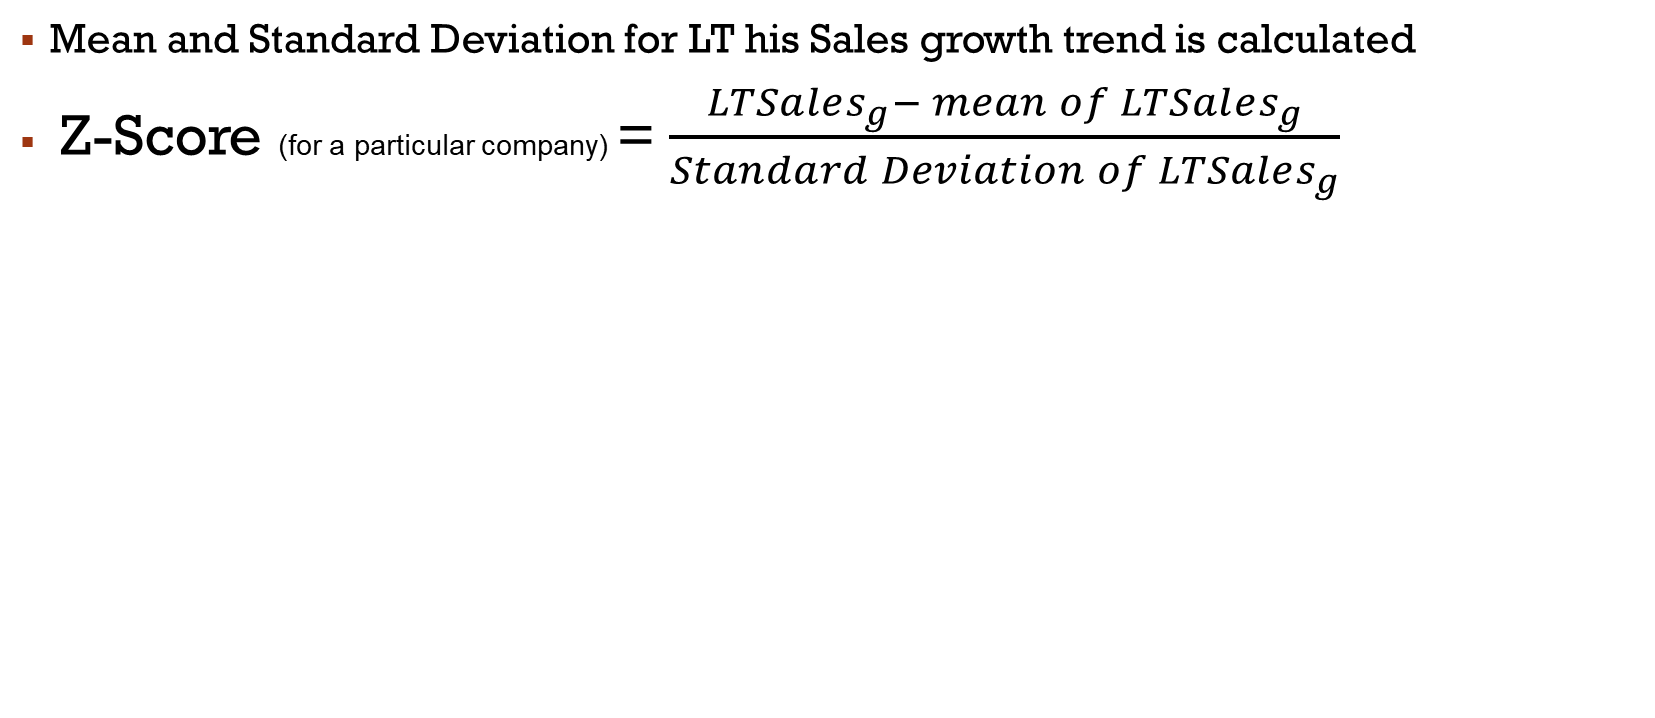 ▪ Mean and Standard Deviation for LT his Sales growth trend is calculated
▪ Z-Score (for a particular company) = \frac{LTSales_g - mean of LTSales_g}{Standard Deviation of LTSales_g}